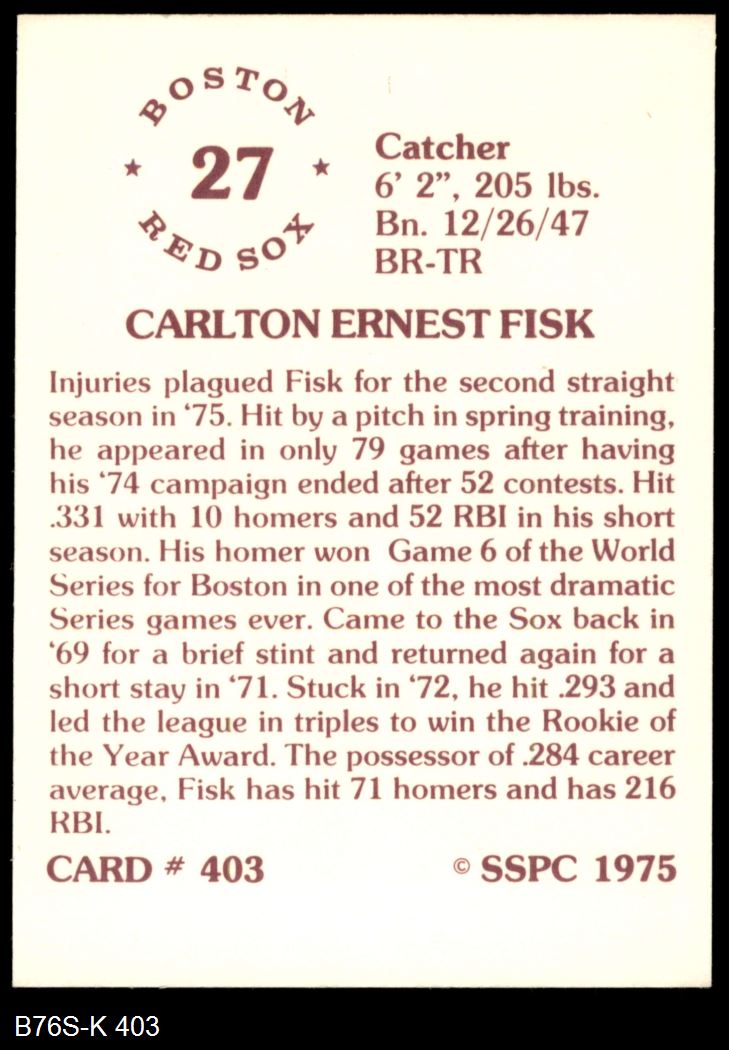 BOSTON
★ 27 ★
RED SOX
Catcher
6’ 2”, 205 lbs.
Bn. 12/26/47
BR-TR
CARLTON ERNEST FISK
Injuries plagued Fisk for the second straight
season in ‘75. Hit by a pitch in spring training,
he appeared in only 79 games after having
his ‘74 campaign ended after 52 contests. Hit
.331 with 10 homers and 52 RBI in his short
season. His homer won Game 6 of the World
Series for Boston in one of the most dramatic
Series games ever. Came to the Sox back in
‘69 for a brief stint and returned again for a
short stay in ‘71. Stuck in ‘72, he hit .293 and
led the league in triples to win the Rookie of
the Year Award. The possessor of .284 career
average, Fisk has hit 71 homers and has 216
RBI.
CARD # 403 © SSPC 1975
B76S-K 403